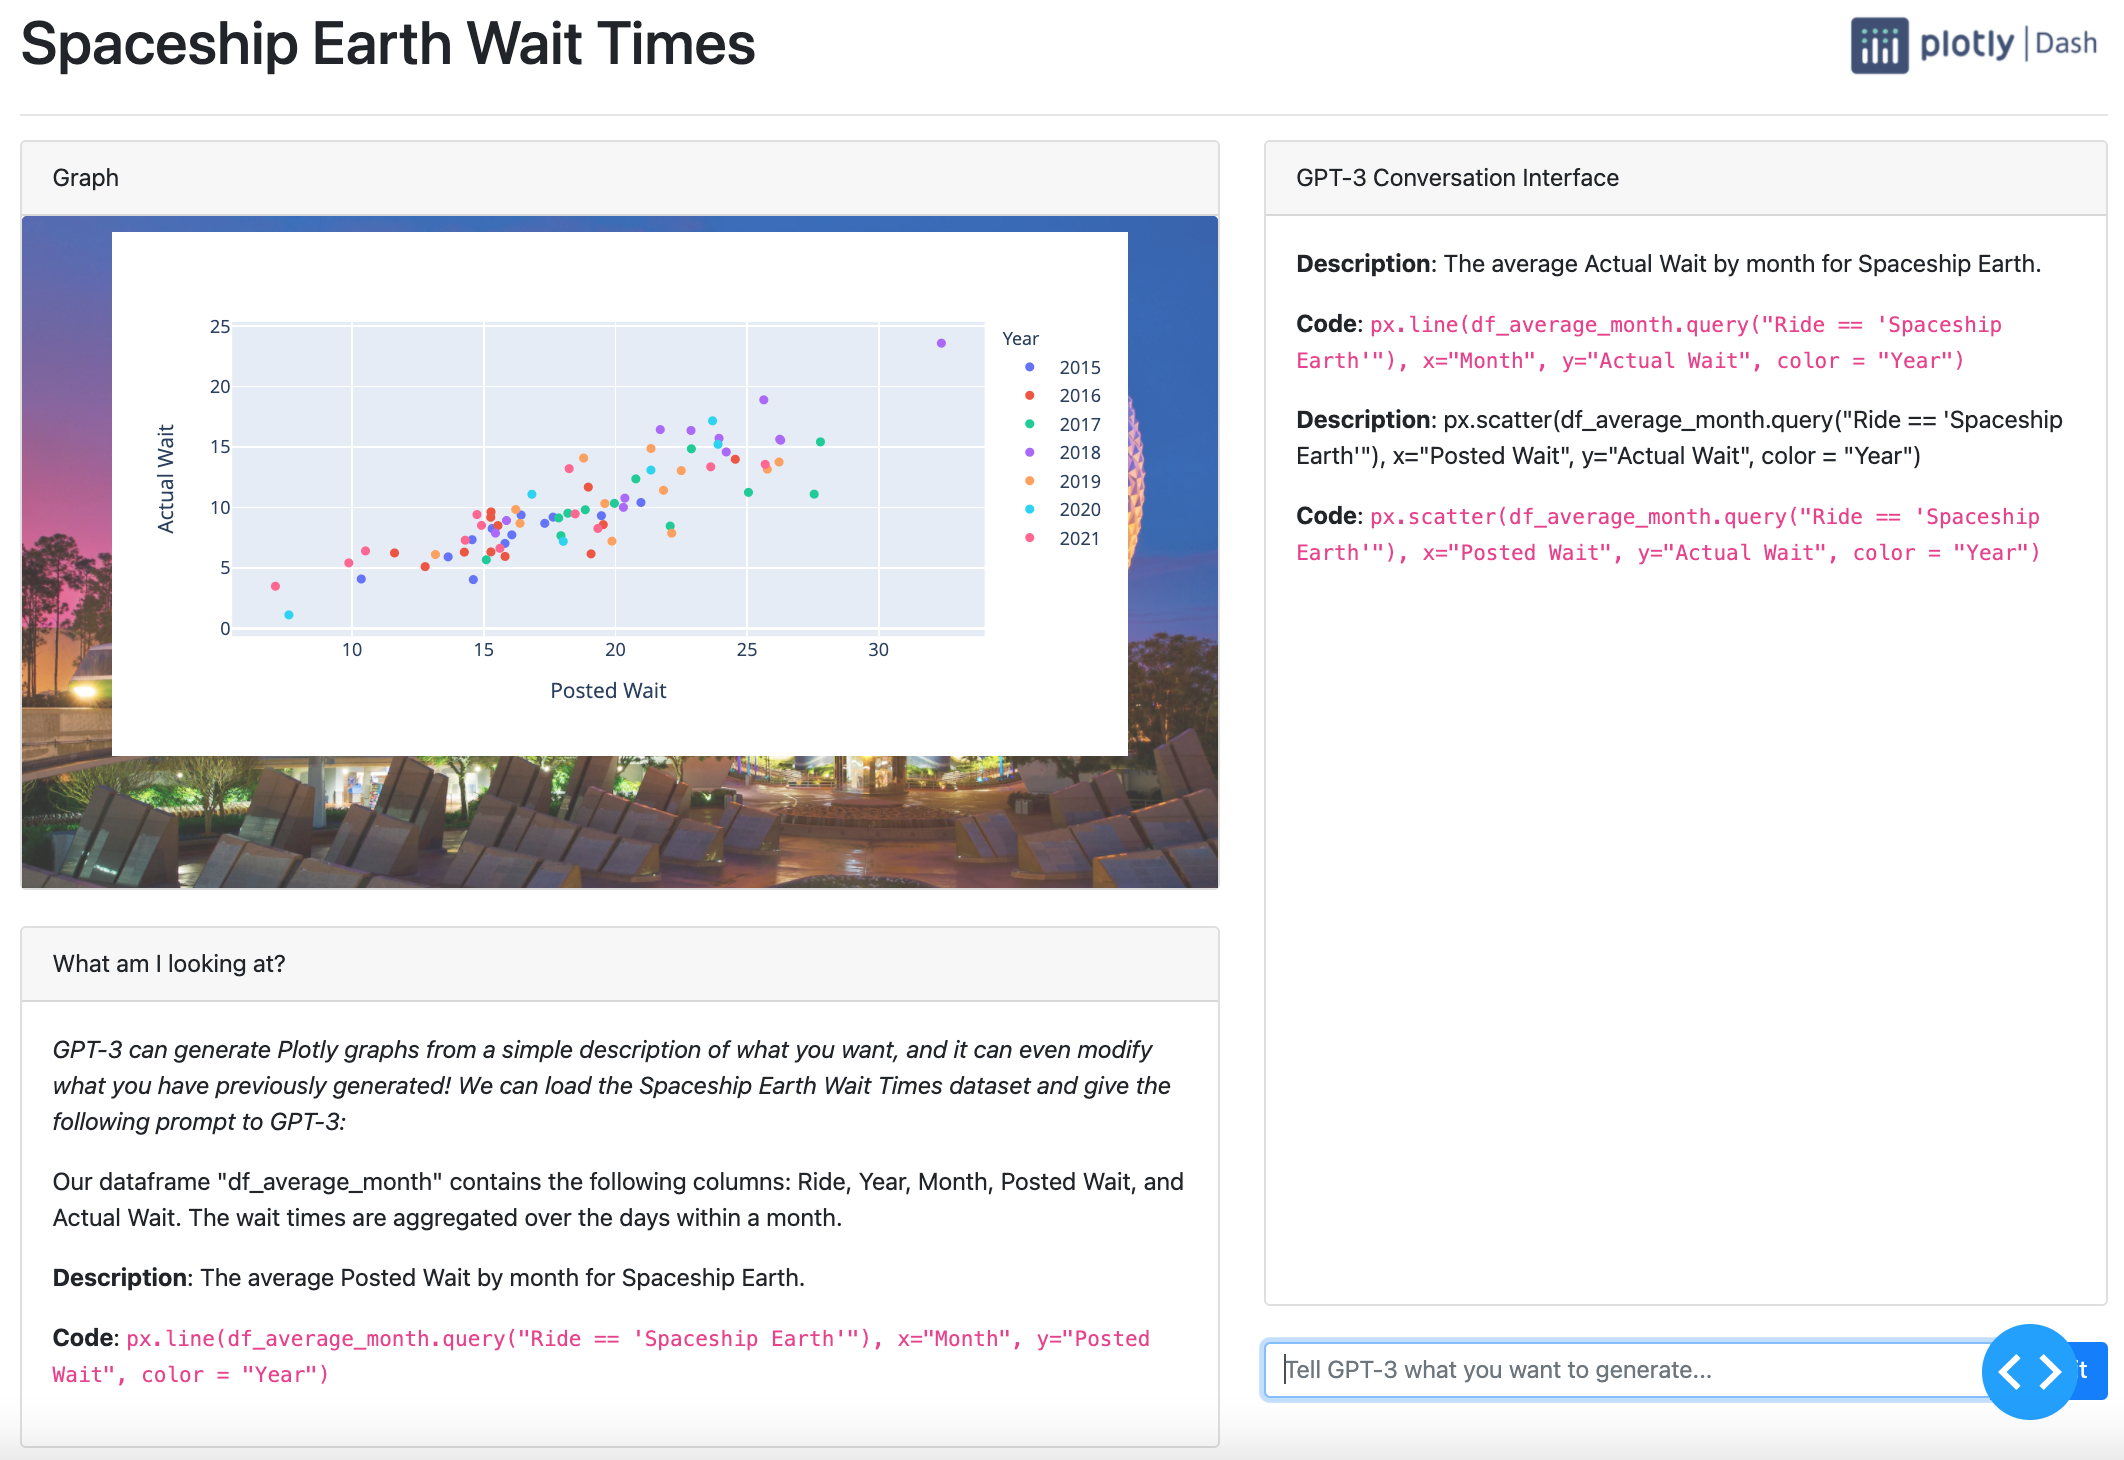 Spaceship Earth Wait Times
plotly | Dash
Graph
25
20
15
10
5
0
Actual Wait
10 15 20 25 30
Posted Wait
Year
2015
2016
2017
2018
2019
2020
2021
What am I looking at?
GPT-3 can generate Plotly graphs from a simple description of what you want, and it can even modify
what you have previously generated! We can load the Spaceship Earth Wait Times dataset and give the
following prompt to GPT-3:
Our dataframe "df_average_month" contains the following columns: Ride, Year, Month, Posted Wait, and
Actual Wait. The wait times are aggregated over the days within a month.
Description: The average Posted Wait by month for Spaceship Earth.
Code: px.line(df_average_month.query("Ride == 'Spaceship Earth'"), x="Month", y="Posted
Wait", color = "Year")
GPT-3 Conversation Interface
Description: The average Actual Wait by month for Spaceship Earth.
Code: px.line(df_average_month.query("Ride == 'Spaceship
Earth'"), x="Month", y="Actual Wait", color = "Year")
Description: px.scatter(df_average_month.query("Ride == 'Spaceship
Earth'"), x="Posted Wait", y="Actual Wait", color = "Year")
Code: px.scatter(df_average_month.query("Ride == 'Spaceship
Earth'"), x="Posted Wait", y="Actual Wait", color = "Year")
Tell GPT-3 what you want to generate...